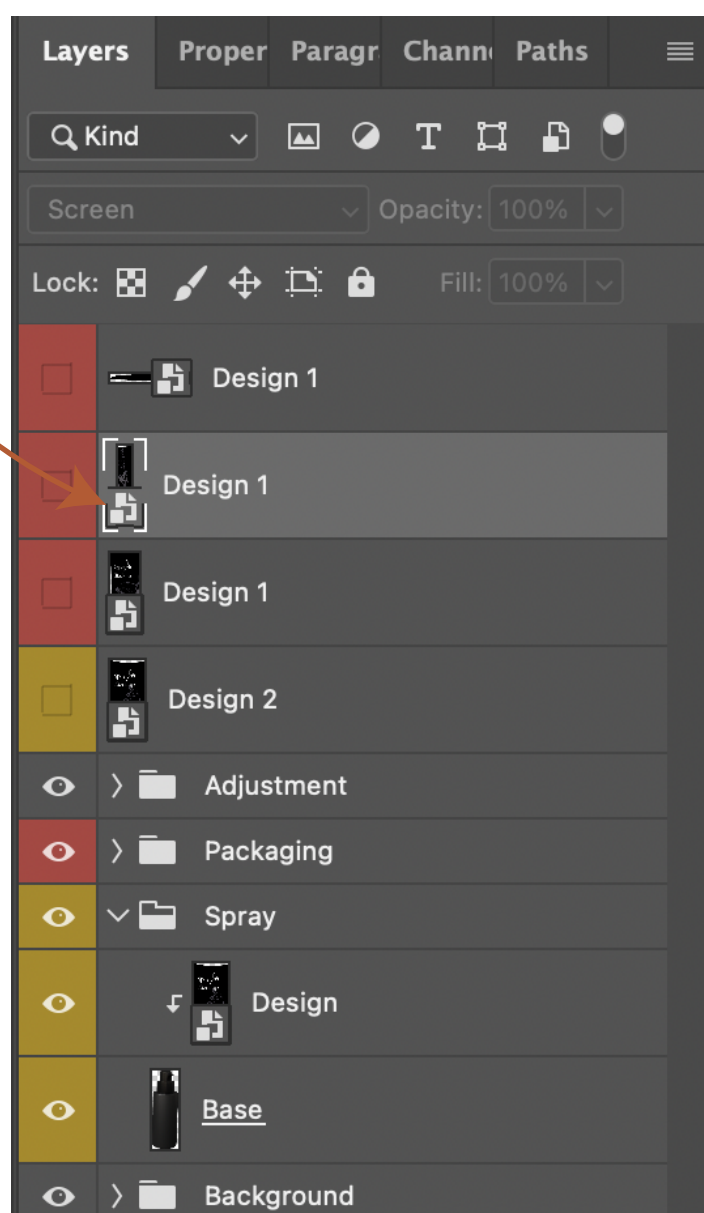 Layers Proper Paragr Chann Paths
Kind T
Screen Opacity: 100%
Lock: Fill: 100%
Design 1
Design 1
Design 1
Design 2
Adjustment
Packaging
Spray
Design
Base
Background